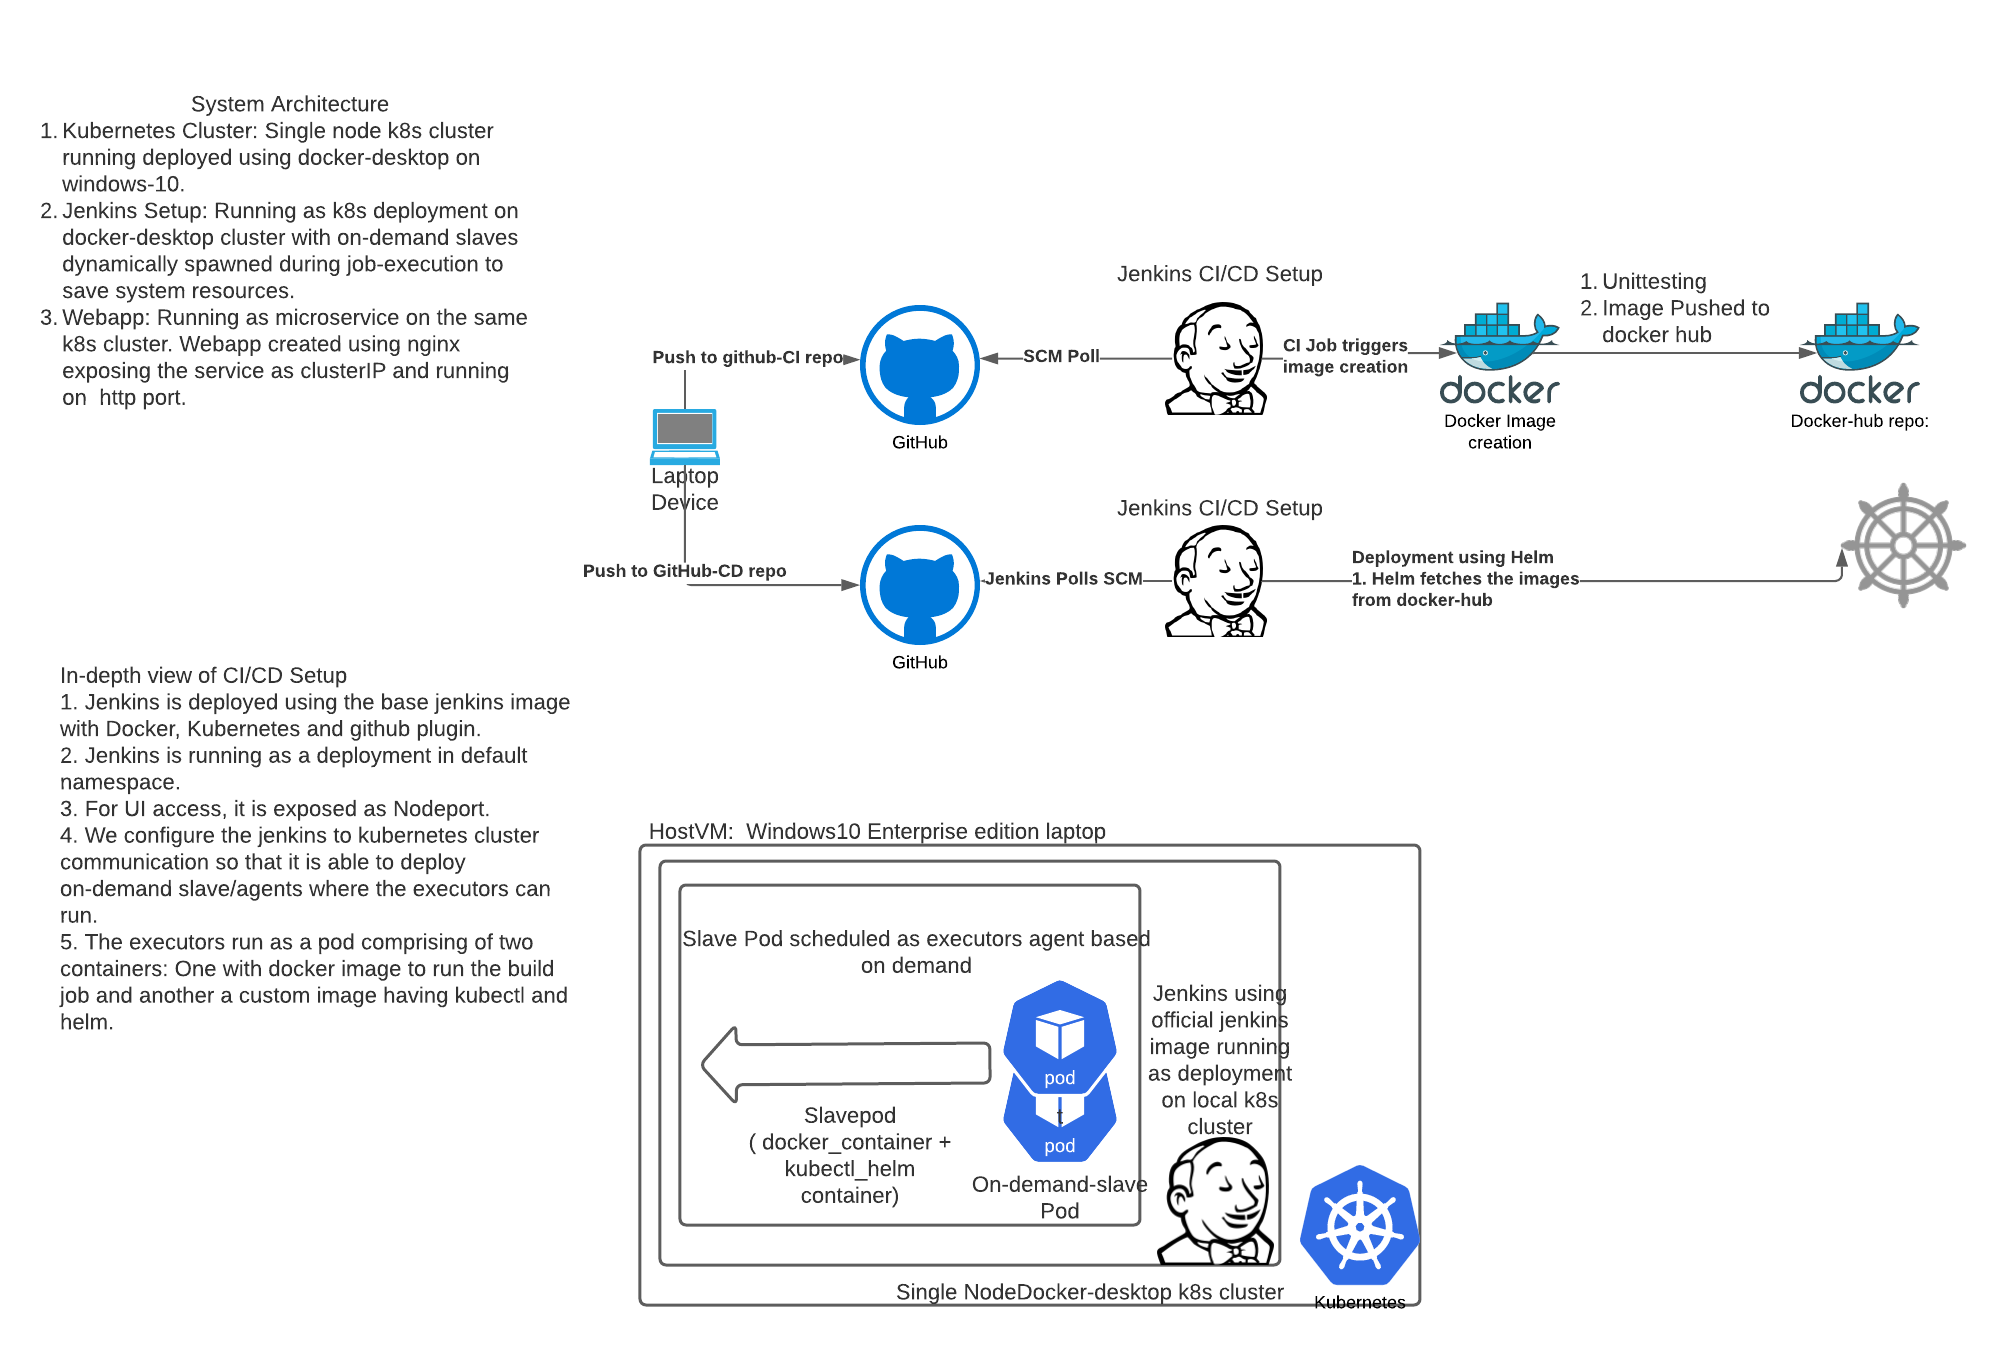 System Architecture
1. Kubernetes Cluster: Single node k8s cluster
running deployed using docker-desktop on
windows-10.
2. Jenkins Setup: Running as k8s deployment on
docker-desktop cluster with on-demand slaves
dynamically spawned during job-execution to
save system resources.
3. Webapp: Running as microservice on the same
k8s cluster. Webapp created using nginx
exposing the service as clusterIP and running
on  http port.
Jenkins CI/CD Setup
1. Unittesting
2. Image Pushed to
docker hub
Push to github-CI repo
SCM Poll
CI Job triggers
image creation
docker
docker
GitHub
Docker Image
creation
Docker-hub repo:
Laptop
Device
Jenkins CI/CD Setup
Push to GitHub-CD repo
Jenkins Polls SCM
Deployment using Helm
1. Helm fetches the images
from docker-hub
GitHub
In-depth view of CI/CD Setup
1. Jenkins is deployed using the base jenkins image
with Docker, Kubernetes and github plugin.
2. Jenkins is running as a deployment in default
namespace.
3. For UI access, it is exposed as Nodeport.
4. We configure the jenkins to kubernetes cluster
communication so that it is able to deploy
on-demand slave/agents where the executors can
run.
5. The executors run as a pod comprising of two
containers: One with docker image to run the build
job and another a custom image having kubectl and
helm.
HostVM:  Windows10 Enterprise edition laptop
Slave Pod scheduled as executors agent based
on demand
Jenkins using
official jenkins
image running
as deployment
on local k8s
cluster
pod
t
pod
Slavepod
( docker_container +
kubectl_helm
container)
On-demand-slave
Pod
Single NodeDocker-desktop k8s cluster
Kubernetes